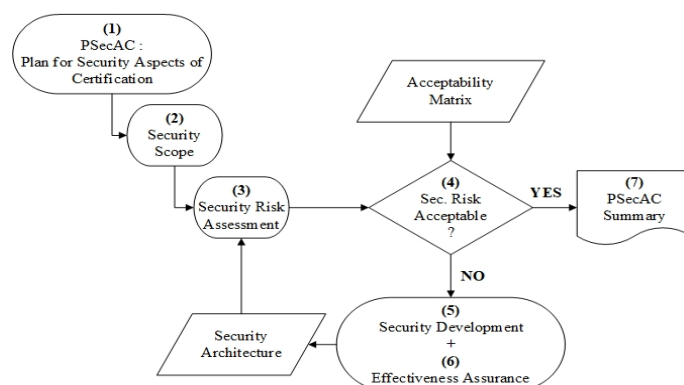 (1)
PSecAC :
Plan for Security Aspects of
Certification
(2)
Security
Scope
(3)
Security Risk
Assessment
Acceptability
Matrix
(4)
Sec. Risk
Acceptable
?
YES
(7)
PSecAC
Summary
NO
(5)
Security Development
+
(6)
Effectiveness Assurance
Security
Architecture